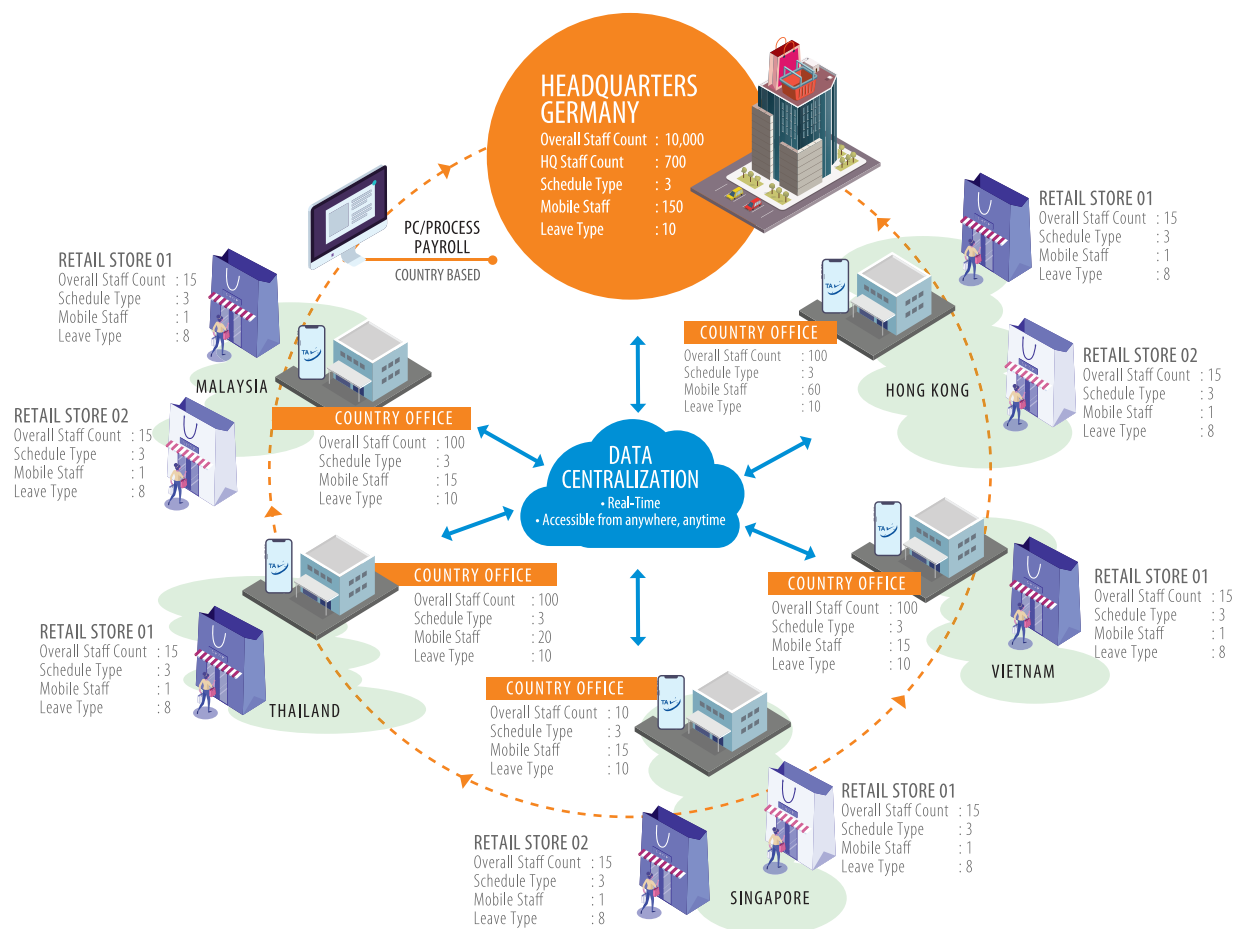 HEADQUARTERS
GERMANY
Overall Staff Count : 10,000
HQ Staff Count : 700
Schedule Type : 3
Mobile Staff : 150
Leave Type : 10
PC/PROCESS
PAYROLL
COUNTRY BASED
RETAIL STORE 01
Overall Staff Count : 15
Schedule Type : 3
Mobile Staff : 1
Leave Type : 8
MALAYSIA
RETAIL STORE 02
Overall Staff Count : 15
Schedule Type : 3
Mobile Staff : 1
Leave Type : 8
TA
COUNTRY OFFICE
Overall Staff Count : 100
Schedule Type : 3
Mobile Staff : 15
Leave Type : 10
RETAIL STORE 01
Overall Staff Count : 15
Schedule Type : 3
Mobile Staff : 1
Leave Type : 8
TA
COUNTRY OFFICE
Overall Staff Count : 100
Schedule Type : 3
Mobile Staff : 60
Leave Type : 10
HONG KONG
RETAIL STORE 02
Overall Staff Count : 15
Schedule Type : 3
Mobile Staff : 1
Leave Type : 8
DATA
CENTRALIZATION
• Real-Time
• Accessible from anywhere, anytime
TA
COUNTRY OFFICE
Overall Staff Count : 100
Schedule Type : 3
Mobile Staff : 20
Leave Type : 10
RETAIL STORE 01
Overall Staff Count : 15
Schedule Type : 3
Mobile Staff : 1
Leave Type : 8
THAILAND
TA
COUNTRY OFFICE
Overall Staff Count : 100
Schedule Type : 3
Mobile Staff : 15
Leave Type : 10
RETAIL STORE 01
Overall Staff Count : 15
Schedule Type : 3
Mobile Staff : 1
Leave Type : 8
VIETNAM
TA
COUNTRY OFFICE
Overall Staff Count : 10
Schedule Type : 3
Mobile Staff : 15
Leave Type : 10
RETAIL STORE 01
Overall Staff Count : 15
Schedule Type : 3
Mobile Staff : 1
Leave Type : 8
RETAIL STORE 02
Overall Staff Count : 15
Schedule Type : 3
Mobile Staff : 1
Leave Type : 8
SINGAPORE